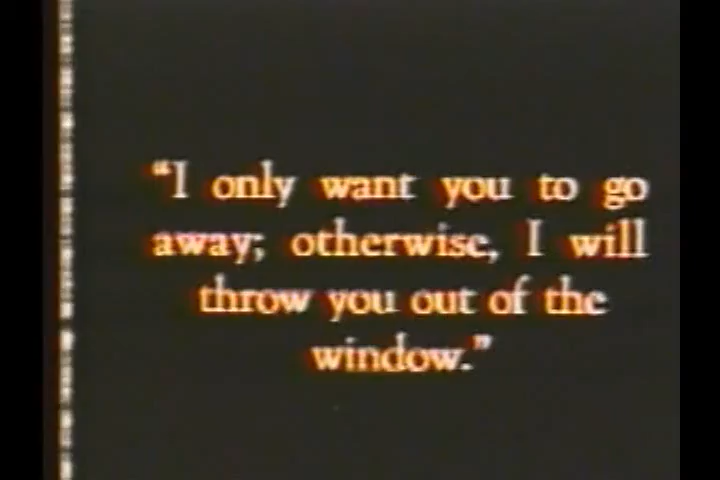 “I only want you to go
away; otherwise, I will
throw you out of the
window.”